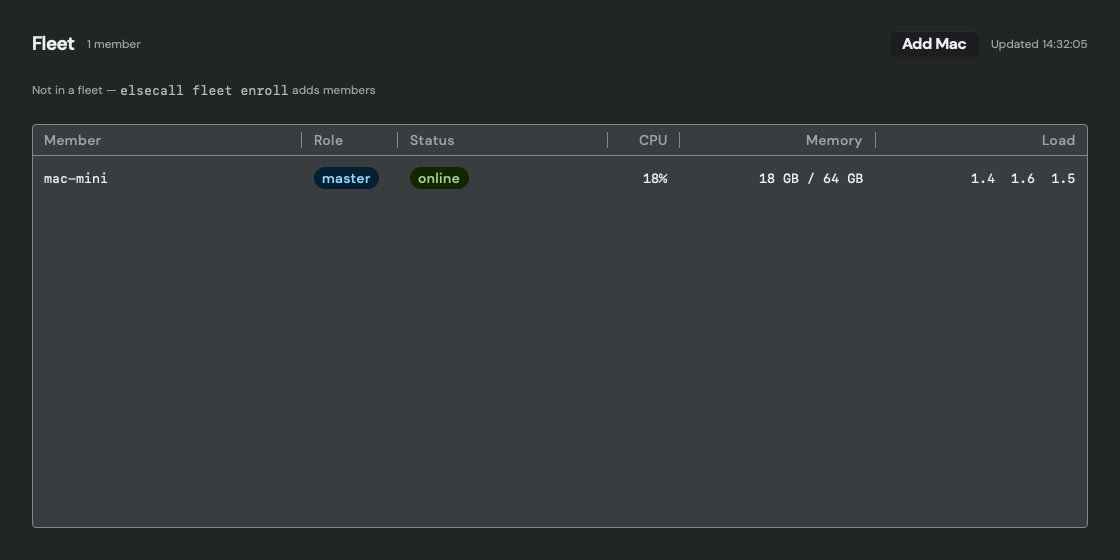 Fleet 1 member Add Mac Updated 14:32:05
Not in a fleet — elsecall fleet enroll adds members
Member Role Status CPU Memory Load
mac-mini master online 18% 18 GB / 64 GB 1.4 1.6 1.5